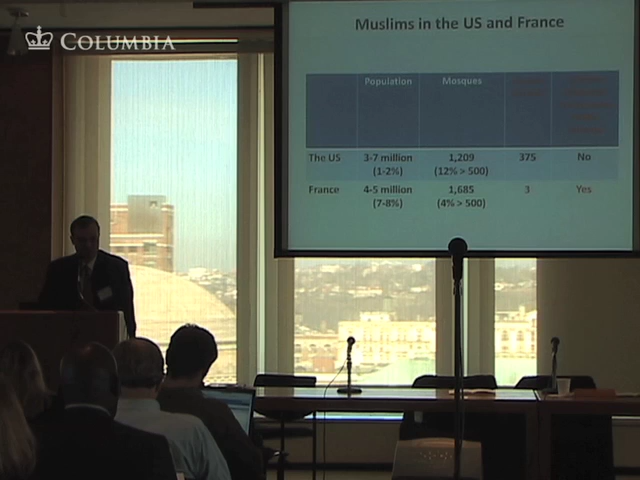 COLUMBIA
Muslims in the US and France
Population Mosques
The US 3-7 million 1,209 375 No
(1-2%) (12% > 500)
France 4-5 million 1,685 3 Yes
(7-8%) (4% > 500)